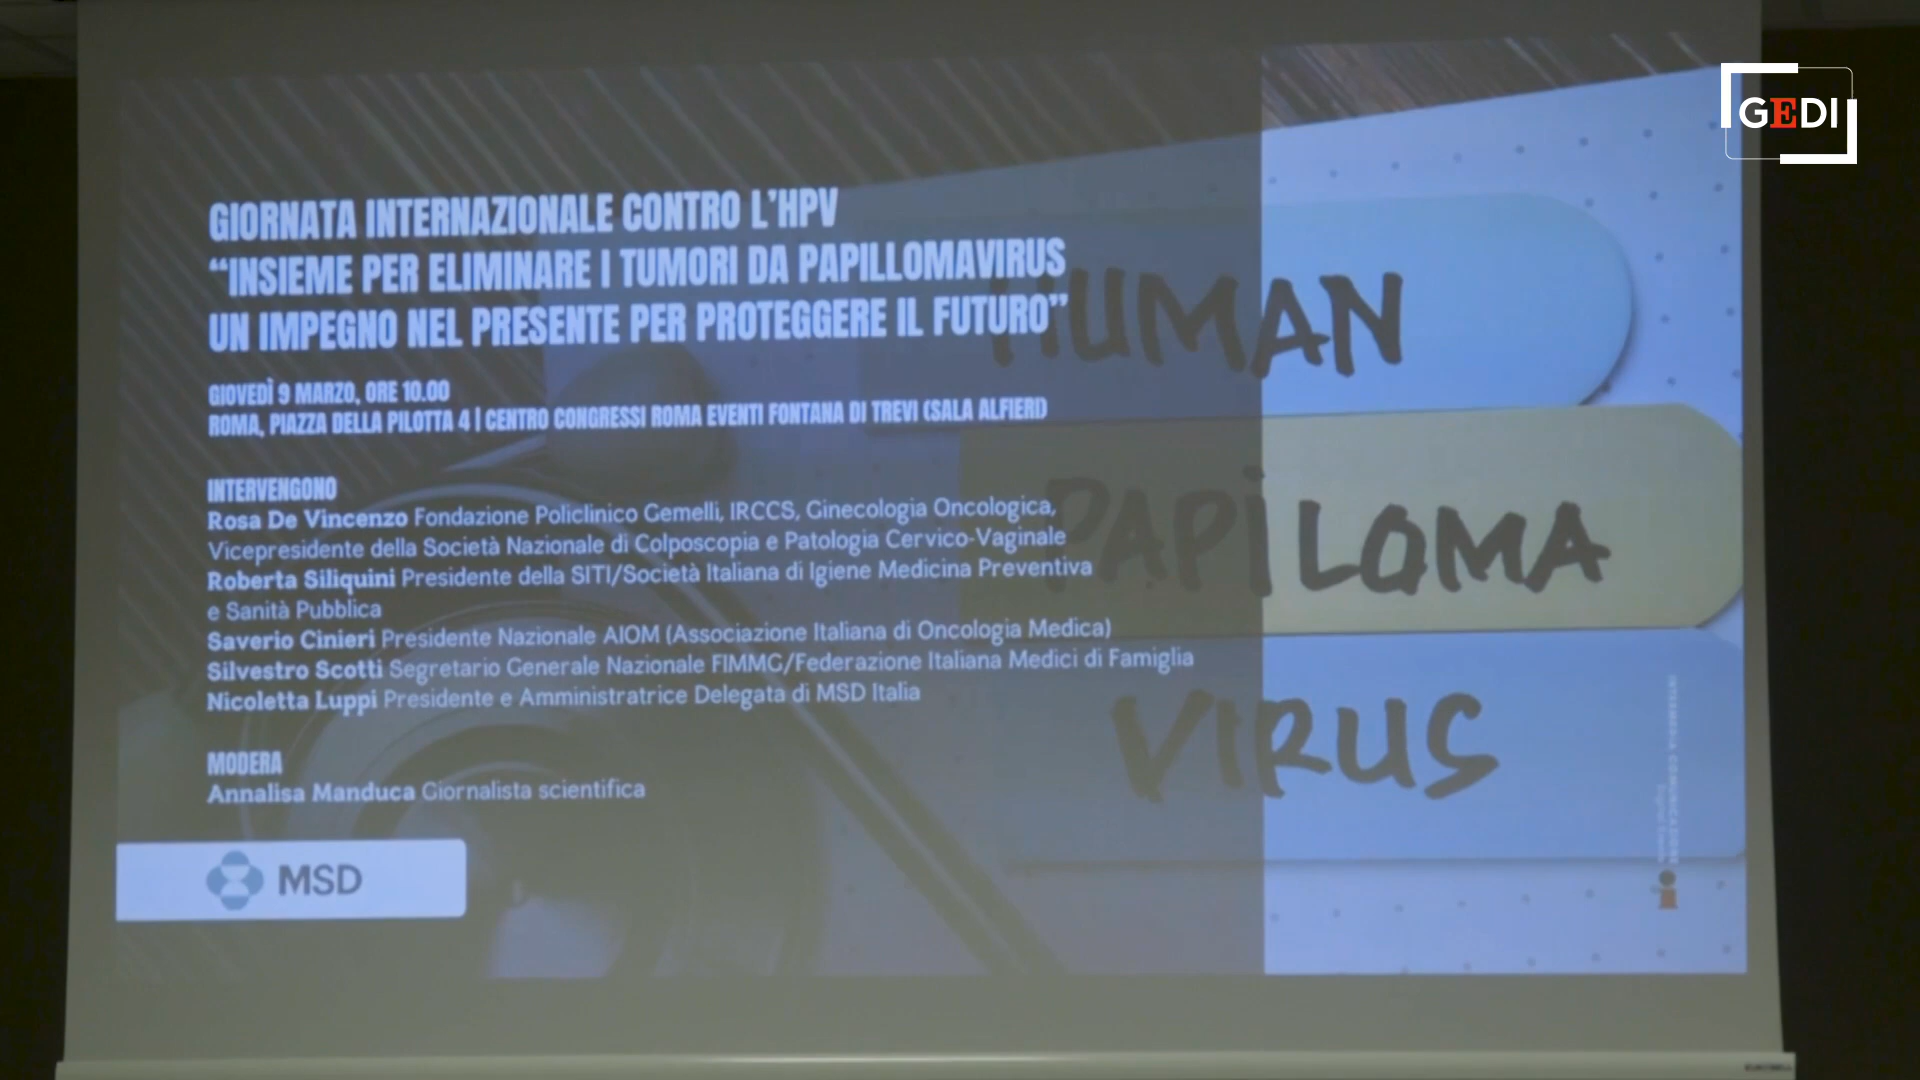 GEDI
GIORNATA INTERNAZIONALE CONTRO L'HPV
“INSIEME PER ELIMINARE I TUMORI DA PAPILLOMAVIRUS
UN IMPEGNO NEL PRESENTE PER PROTEGGERE IL FUTURO”
GIOVEDÌ 9 MARZO, ORE 10.00
ROMA, PIAZZA DELLA PILOTTA 4 | CENTRO CONGRESSI ROMA EVENTI FONTANA DI TREVI (SALA ALFIERI)
INTERVENGONO
Rosa De Vincenzo Fondazione Policlinico Gemelli, IRCCS, Ginecologia Oncologica,
Vicepresidente della Società Nazionale di Colposcopia e Patologia Cervico-Vaginale
Roberta Siliquini Presidente della SITI/Società Italiana di Igiene Medicina Preventiva
e Sanità Pubblica
Saverio Cinieri Presidente Nazionale AIOM (Associazione Italiana di Oncologia Medica)
Silvestro Scotti Segretario Generale Nazionale FIMMG/Federazione Italiana Medici di Famiglia
Nicoletta Luppi Presidente e Amministratrice Delegata di MSD Italia
MODERA
Annalisa Manduca Giornalista scientifica
MSD
HUMAN
PAPILOMA
VIRUS